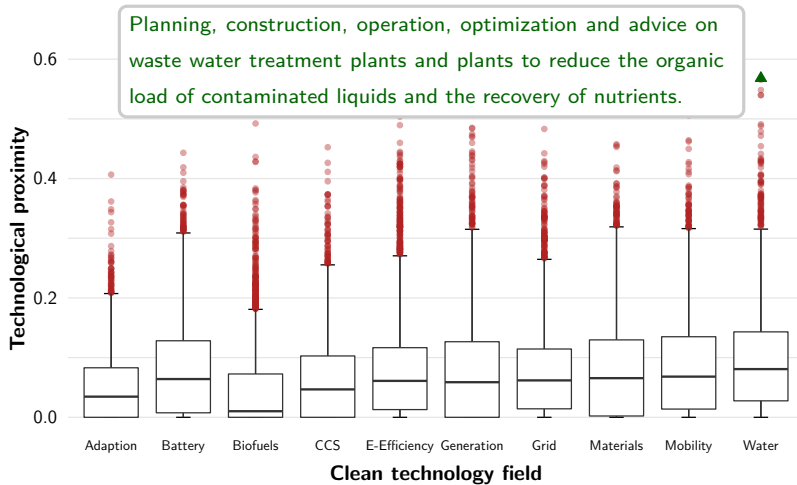 Planning, construction, operation, optimization and advice on
waste water treatment plants and plants to reduce the organic
load of contaminated liquids and the recovery of nutrients.
0.6
0.4
0.2
0.0
Technological proximity
Adaption Battery Biofuels CCS E-Efficiency Generation Grid Materials Mobility Water
Clean technology field